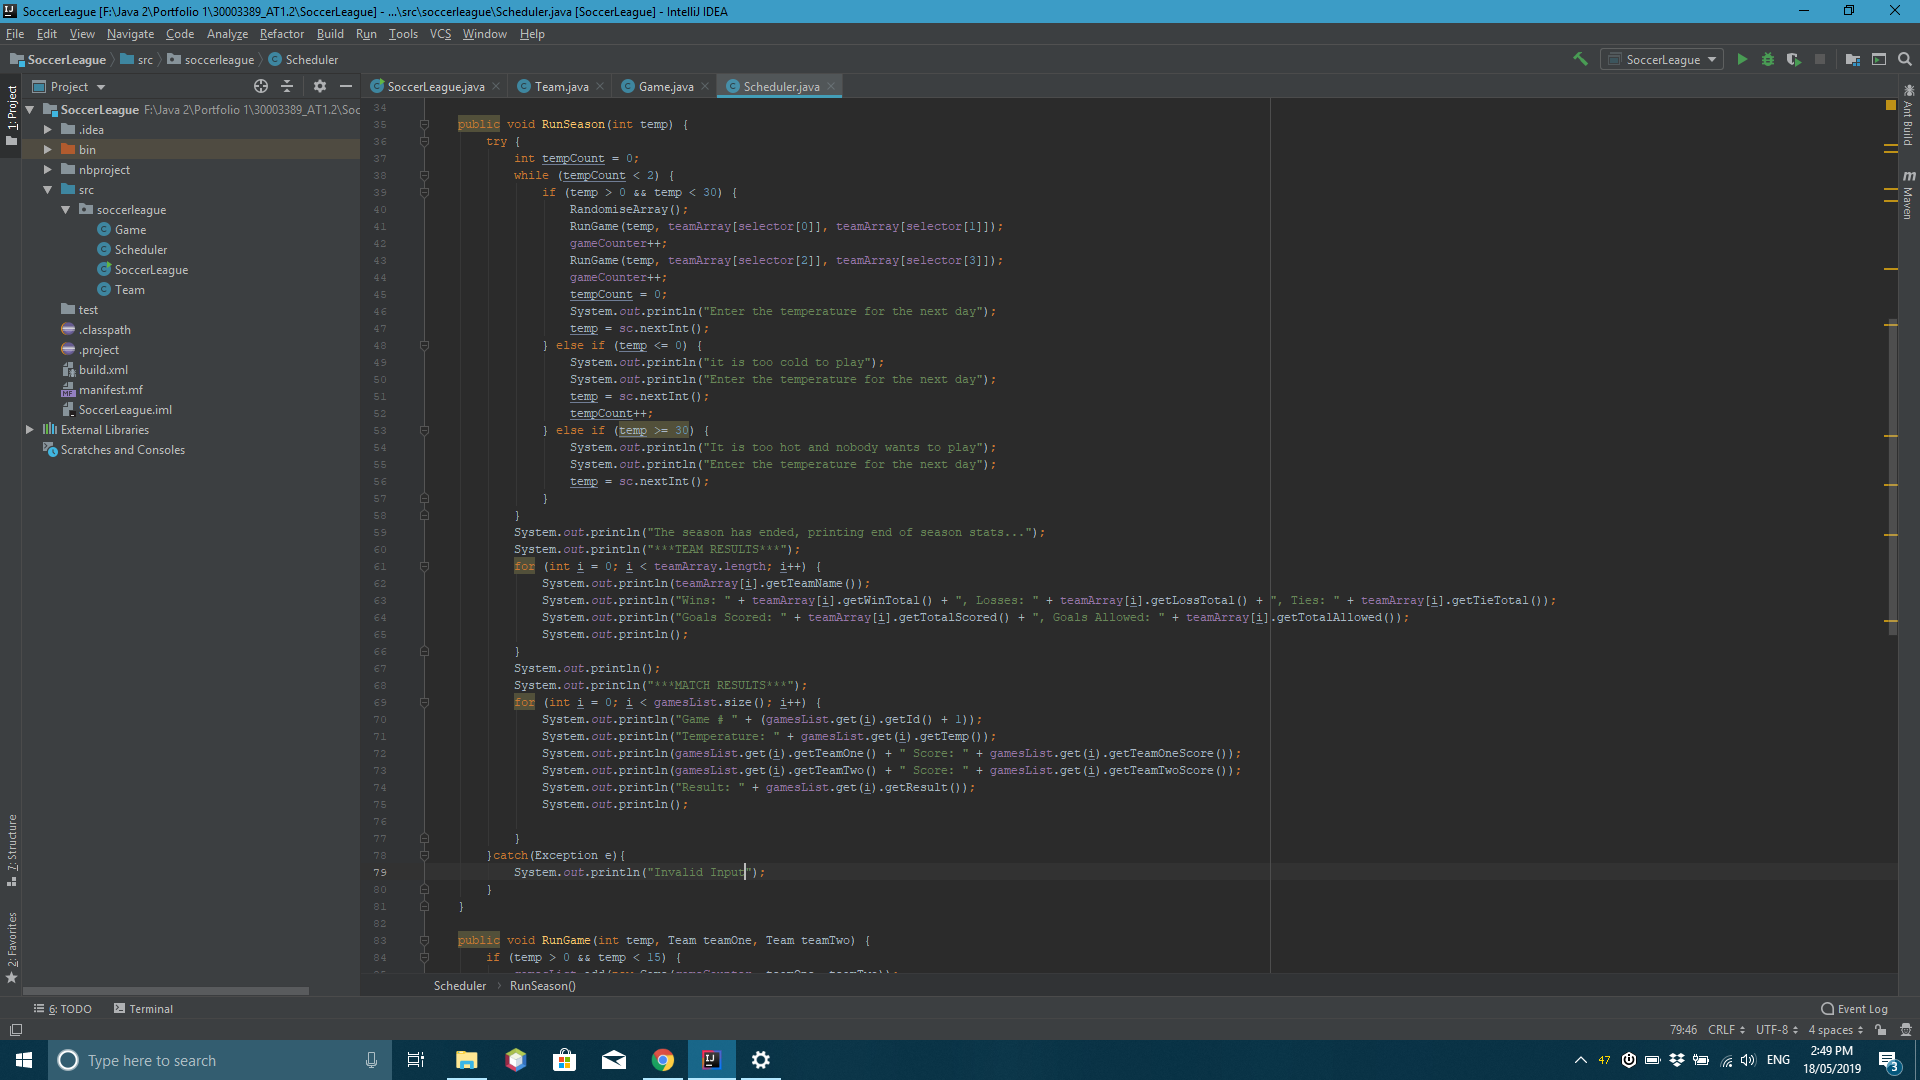 SoccerLeague [F:\Java 2\Portfolio 1\30003389_AT1.2\SoccerLeague] - ...\src\soccerleague\Scheduler.java [SoccerLeague] - IntelliJ IDEA
File Edit View Navigate Code Analyze Refactor Build Run Tools VCS Window Help
SoccerLeague src soccerleague Scheduler
SoccerLeague
Project
SoccerLeague.java Team.java Game.java Scheduler.java
1: Project
SoccerLeague F:\Java 2\Portfolio 1\30003389_AT1.2\Soc
.idea
bin
nbproject
src
soccerleague
Game
Scheduler
SoccerLeague
Team
test
.classpath
.project
build.xml
manifest.mf
SoccerLeague.iml
External Libraries
Scratches and Consoles
7: Structure
2: Favorites
34
35 public void RunSeason(int temp) {
36 try {
37 int tempCount = 0;
38 while (tempCount < 2) {
39 if (temp > 0 && temp < 30) {
40 RandomiseArray();
41 RunGame(temp, teamArray[selector[0]], teamArray[selector[1]]);
42 gameCounter++;
43 RunGame(temp, teamArray[selector[2]], teamArray[selector[3]]);
44 gameCounter++;
45 tempCount = 0;
46 System.out.println("Enter the temperature for the next day");
47 temp = sc.nextInt();
48 } else if (temp <= 0) {
49 System.out.println("it is too cold to play");
50 System.out.println("Enter the temperature for the next day");
51 temp = sc.nextInt();
52 tempCount++;
53 } else if (temp >= 30) {
54 System.out.println("It is too hot and nobody wants to play");
55 System.out.println("Enter the temperature for the next day");
56 temp = sc.nextInt();
57 }
58 }
59 System.out.println("The season has ended, printing end of season stats...");
60 System.out.println("***TEAM RESULTS***");
61 for (int i = 0; i < teamArray.length; i++) {
62 System.out.println(teamArray[i].getTeamName());
63 System.out.println("Wins: " + teamArray[i].getWinTotal() + ", Losses: " + teamArray[i].getLossTotal() + ", Ties: " + teamArray[i].getTieTotal());
64 System.out.println("Goals Scored: " + teamArray[i].getTotalScored() + ", Goals Allowed: " + teamArray[i].getTotalAllowed());
65 System.out.println();
66 }
67 System.out.println();
68 System.out.println("***MATCH RESULTS***");
69 for (int i = 0; i < gamesList.size(); i++) {
70 System.out.println("Game # " + (gamesList.get(i).getId() + 1));
71 System.out.println("Temperature: " + gamesList.get(i).getTemp());
72 System.out.println(gamesList.get(i).getTeamOne() + " Score: " + gamesList.get(i).getTeamOneScore());
73 System.out.println(gamesList.get(i).getTeamTwo() + " Score: " + gamesList.get(i).getTeamTwoScore());
74 System.out.println("Result: " + gamesList.get(i).getResult());
75 System.out.println();
76
77 }
78 }catch(Exception e){
79 System.out.println("Invalid Input");
80 }
81 }
82
83 public void RunGame(int temp, Team teamOne, Team teamTwo) {
84 if (temp > 0 && temp < 15) {
Scheduler RunSeason()
Ant Build
Maven
6: TODO Terminal Event Log
79:46 CRLF UTF-8 4 spaces
Type here to search
47 ENG
2:49 PM
18/05/2019
3